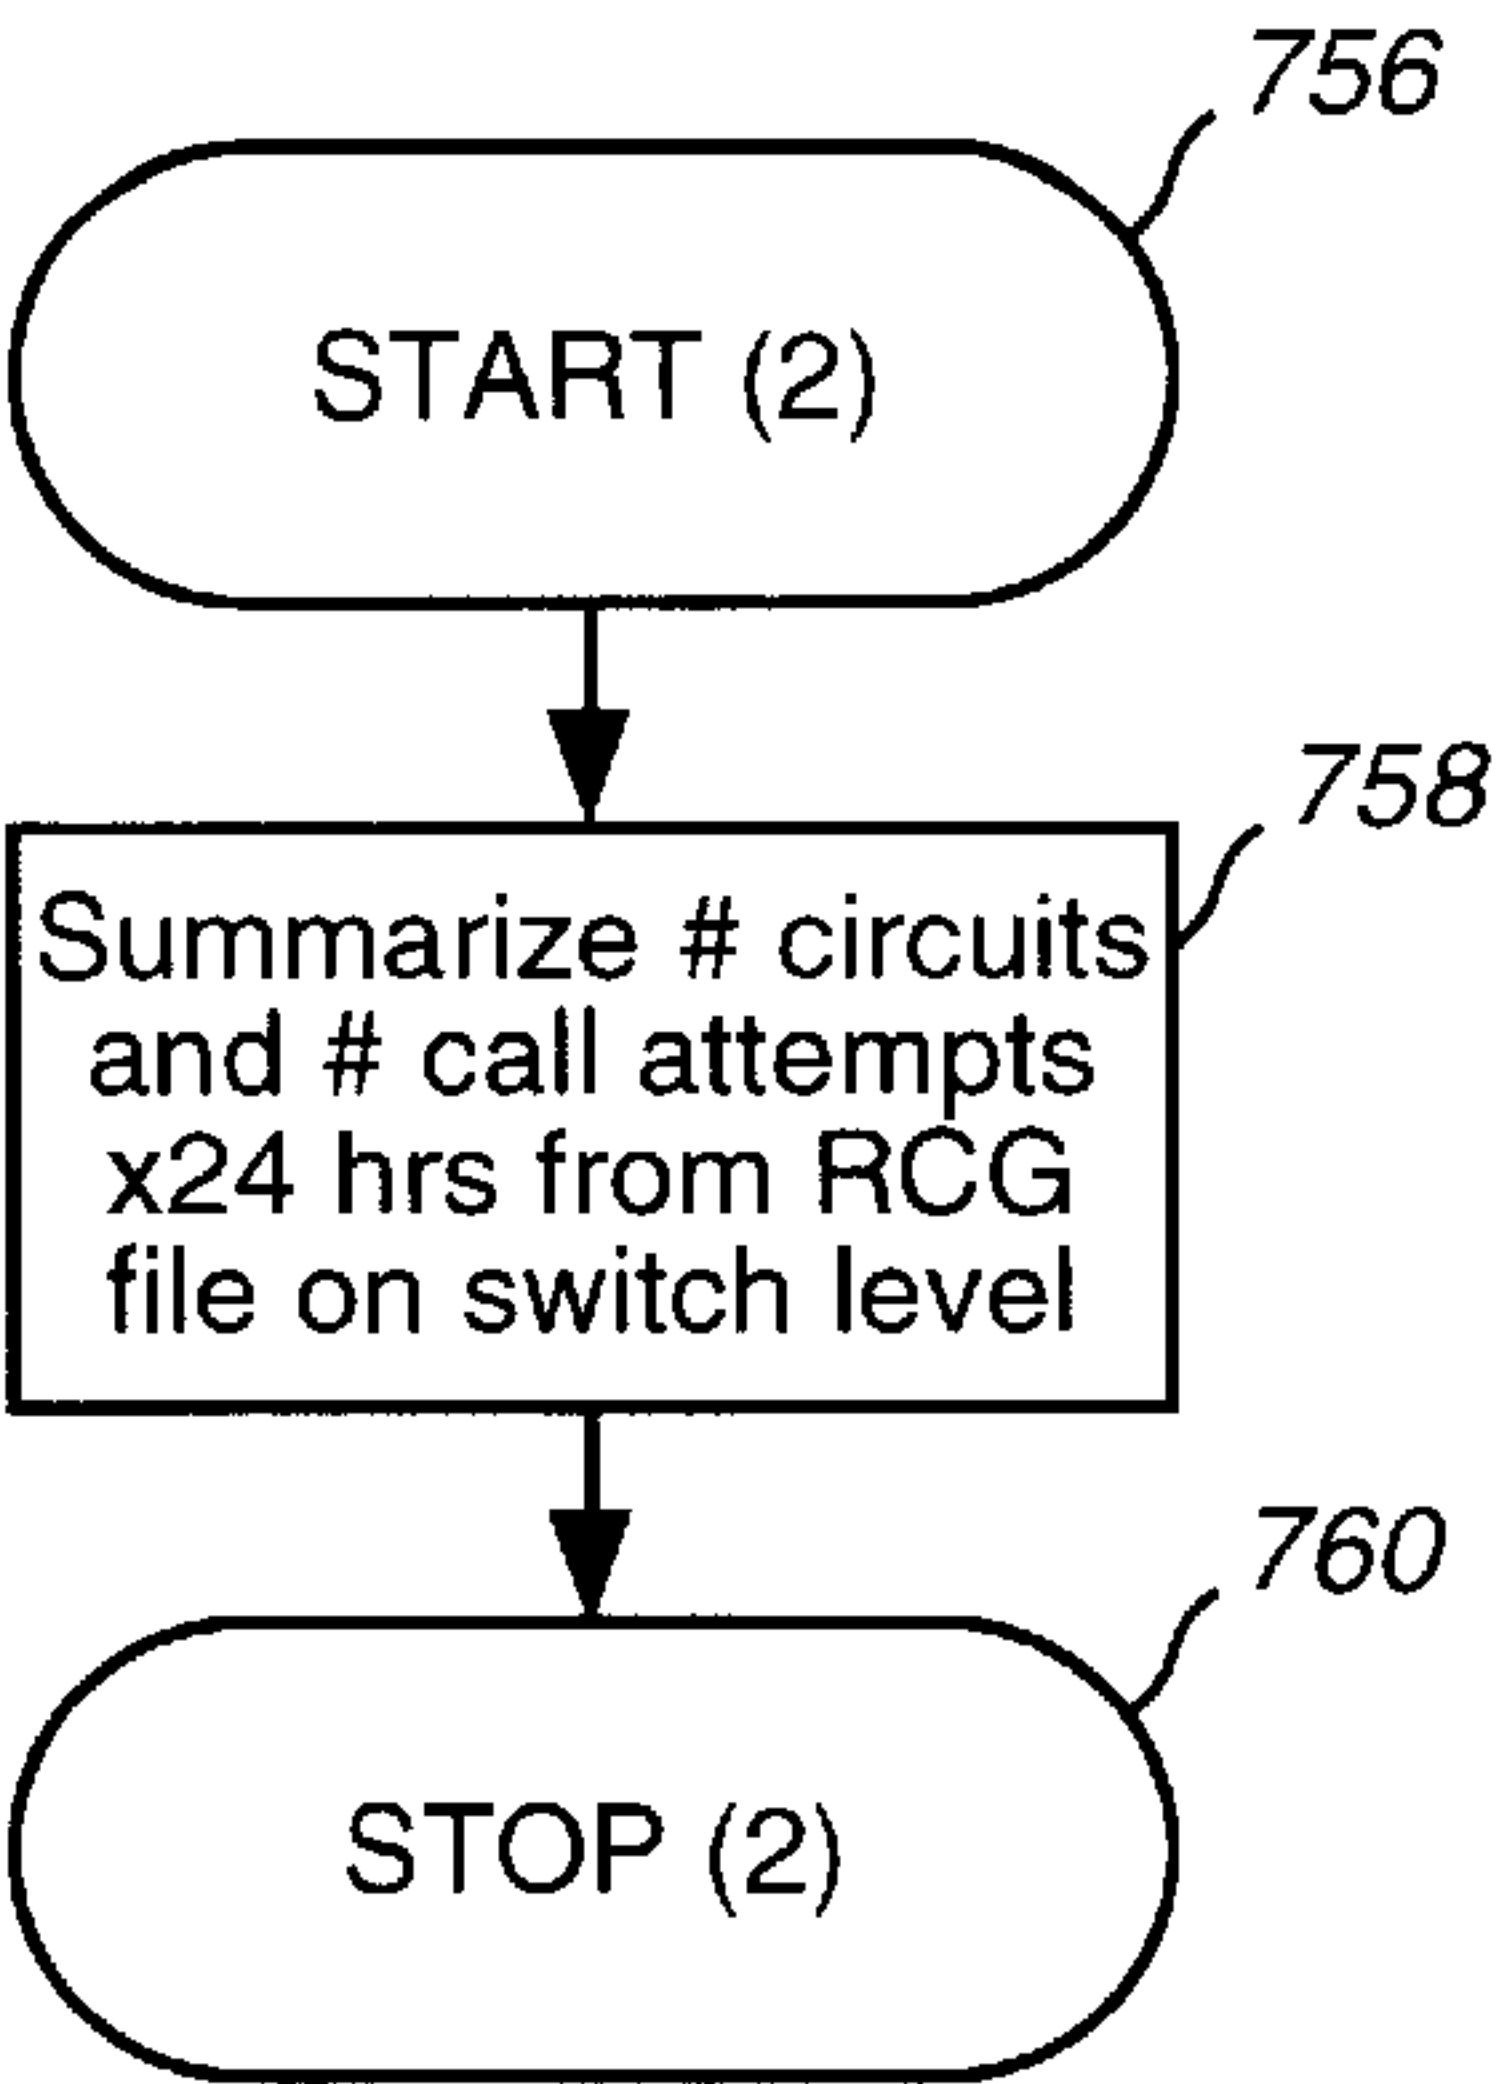 756
START (2)
758
Summarize # circuits
and # call attempts
x24 hrs from RCG
file on switch level
760
STOP (2)